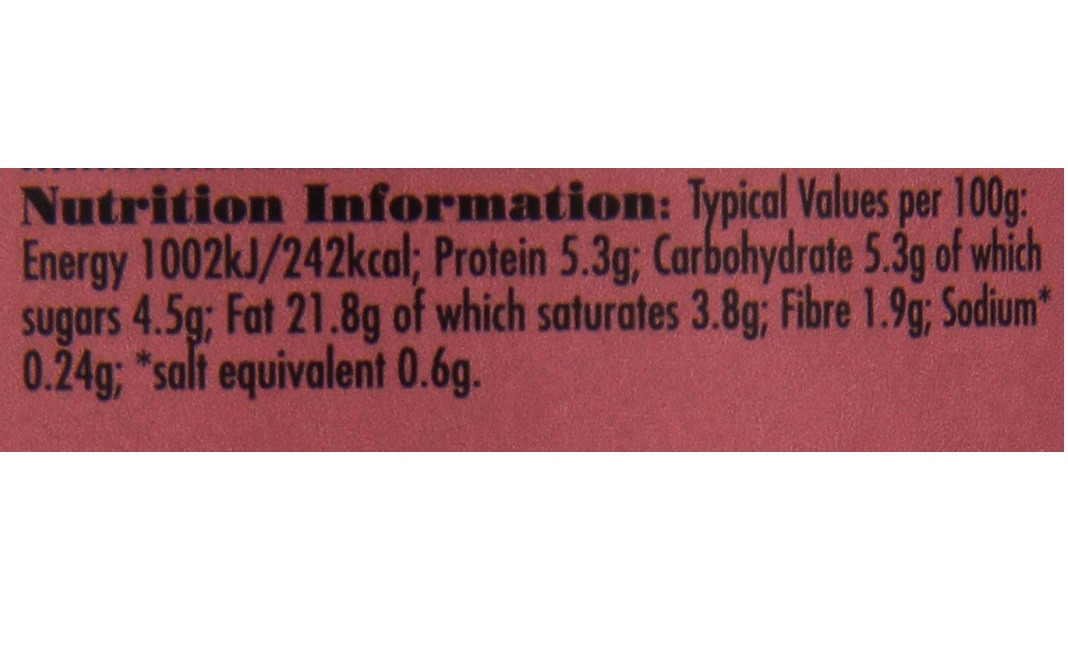 Nutrition Information: Typical Values per 100g:
Energy 1002kJ/242kcal; Protein 5.3g; Carbohydrate 5.3g of which
sugars 4.5g; Fat 21.8g of which saturates 3.8g; Fibre 1.9g; Sodium*
0.24g; *salt equivalent 0.6g.